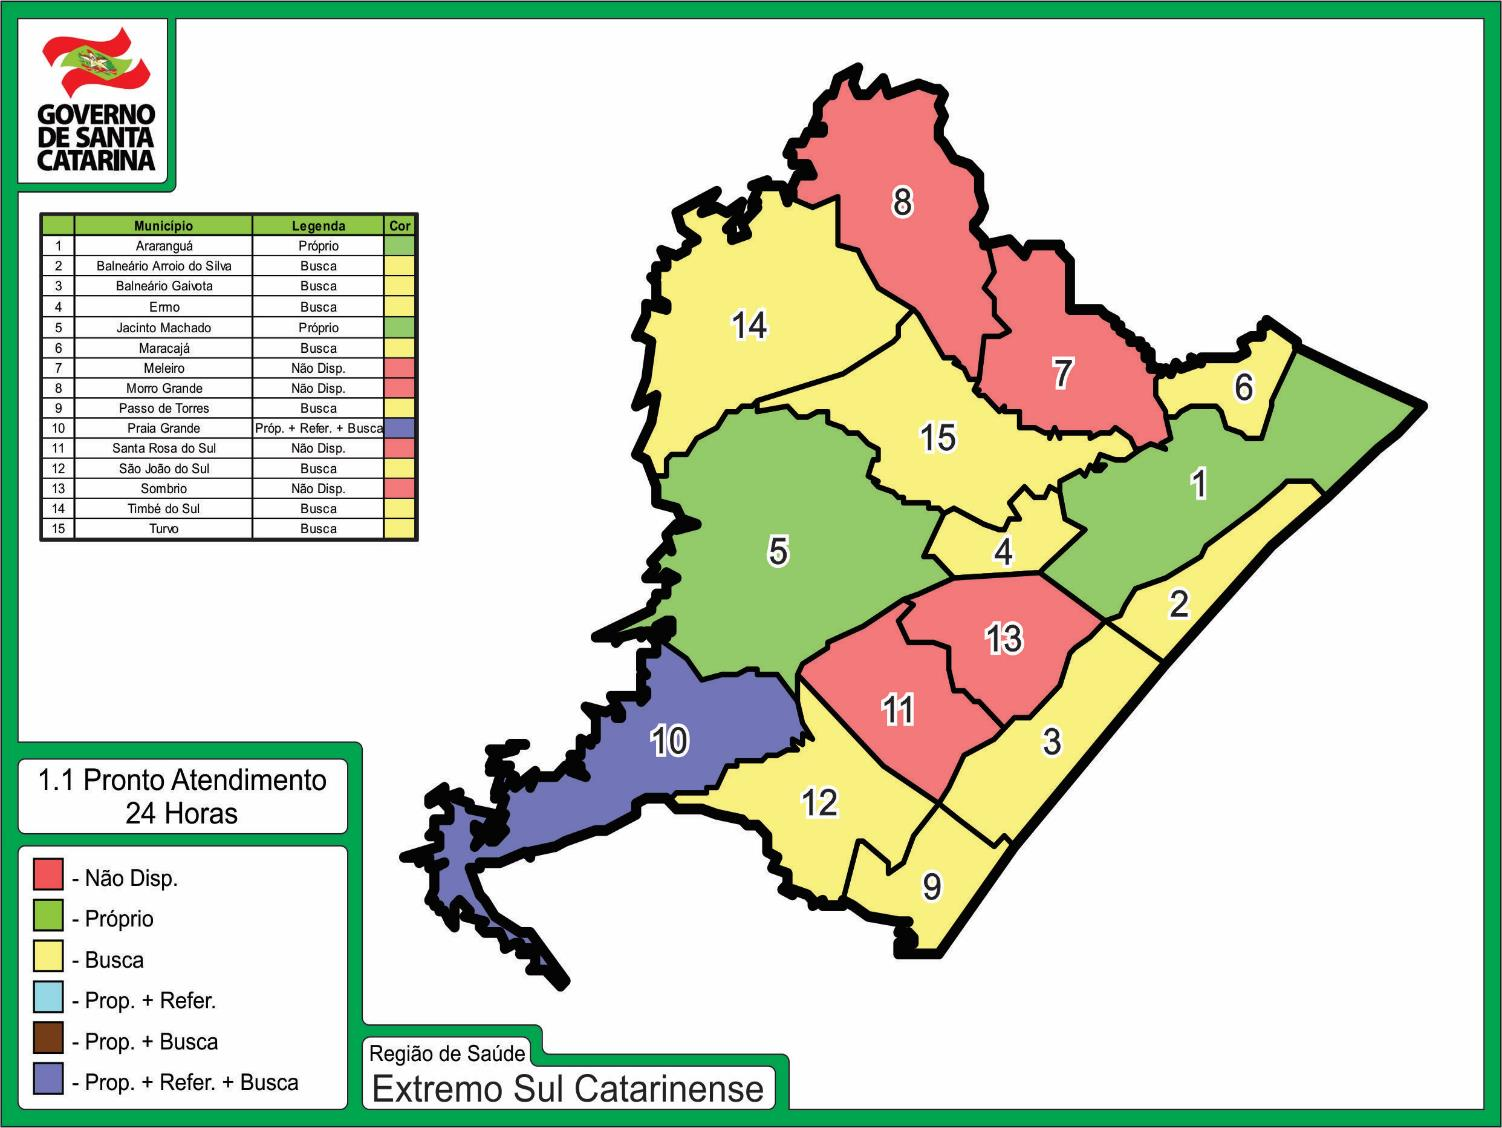 GOVERNO
DE SANTA
CATARINA
Município Legenda Cor
1 Araranguá Próprio
2 Balneário Arroio do Silva Busca
3 Balneário Gaivota Busca
4 Ermo Busca
5 Jacinto Machado Próprio
6 Maracajá Busca
7 Meleiro Não Disp.
8 Morro Grande Não Disp.
9 Passo de Torres Busca
10 Praia Grande Próp. + Refer. + Busca
11 Santa Rosa do Sul Não Disp.
12 São João do Sul Busca
13 Sombrio Não Disp.
14 Timbé do Sul Busca
15 Turvo Busca
8
14
7
6
15
1
5
4
2
13
11
10
3
12
9
1.1 Pronto Atendimento
24 Horas
- Não Disp.
- Próprio
- Busca
- Prop. + Refer.
- Prop. + Busca
- Prop. + Refer. + Busca
Região de Saúde
Extremo Sul Catarinense